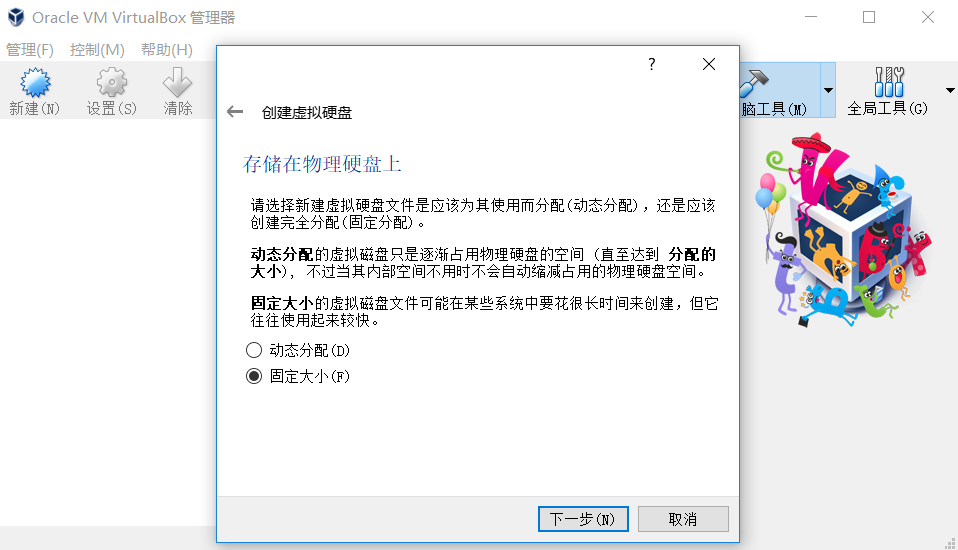 Oracle VM VirtualBox 管理器
管理(F) 控制(M) 帮助(H)
新建(N) 设置(S) 清除
脑工具(M) 全局工具(G)
?
创建虚拟硬盘
存储在物理硬盘上
请选择新建虚拟硬盘文件是应该为其使用而分配(动态分配)，还是应该
创建完全分配(固定分配)。
动态分配的虚拟磁盘只是逐渐占用物理硬盘的空间 (直至达到 分配的
大小)，不过当其内部空间不用时不会自动缩减占用的物理硬盘空间。
固定大小的虚拟磁盘文件可能在某些系统中要花很长时间来创建，但它
往往使用起来较快。
动态分配(D)
固定大小(F)
下一步(N) 取消